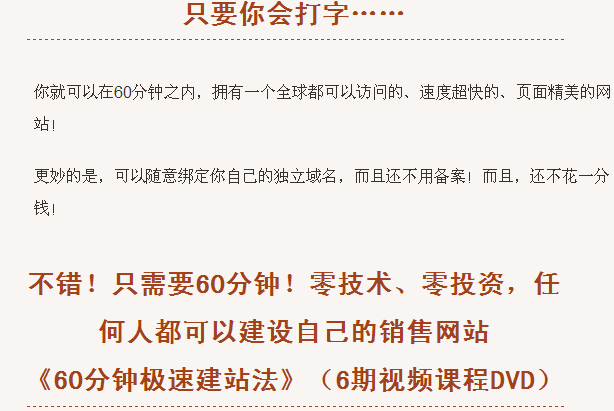 只要你会打字……
你就可以在60分钟之内，拥有一个全球都可以访问的、速度超快的、页面精美的网
站！
更妙的是，可以随意绑定你自己的独立域名，而且还不用备案！而且，还不花一分
钱！
不错！只需要60分钟！零技术、零投资，任
何人都可以建设自己的销售网站
《60分钟极速建站法》（6期视频课程DVD）